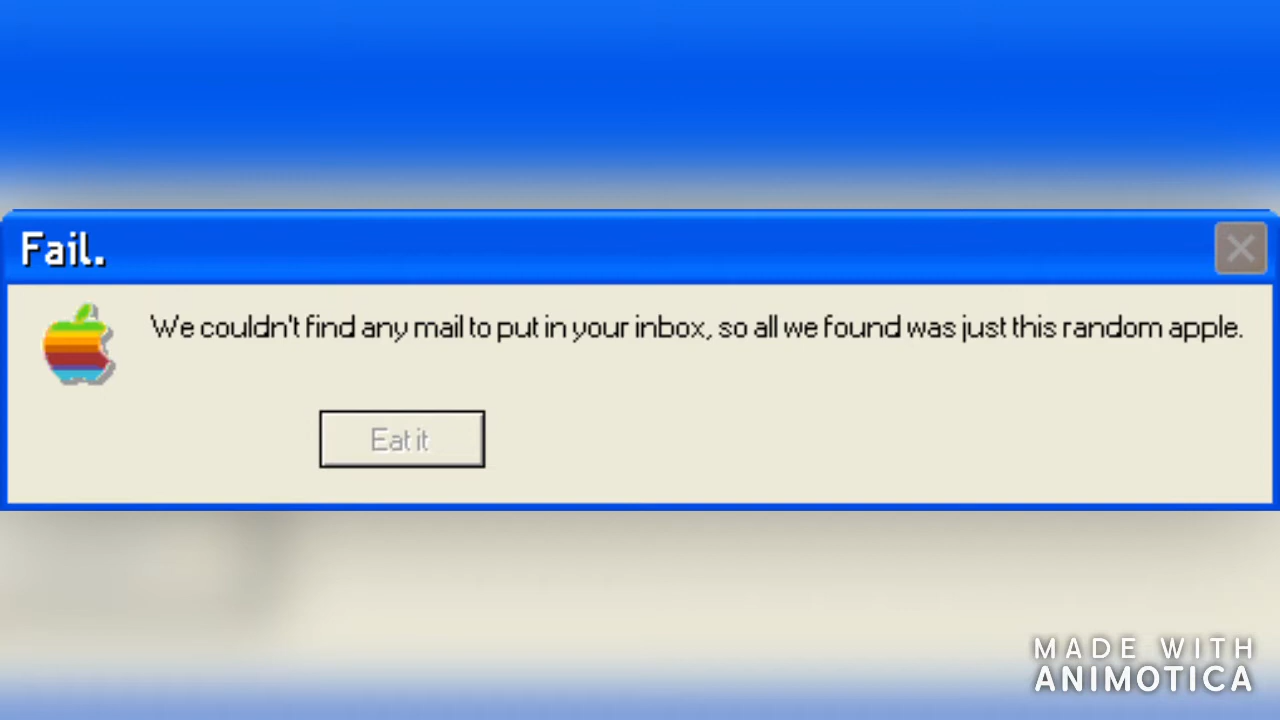 Fail.
We couldn't find any mail to put in your inbox, so all we found was just this random apple.
Eat it
MADE WITH
ANIMOTICA